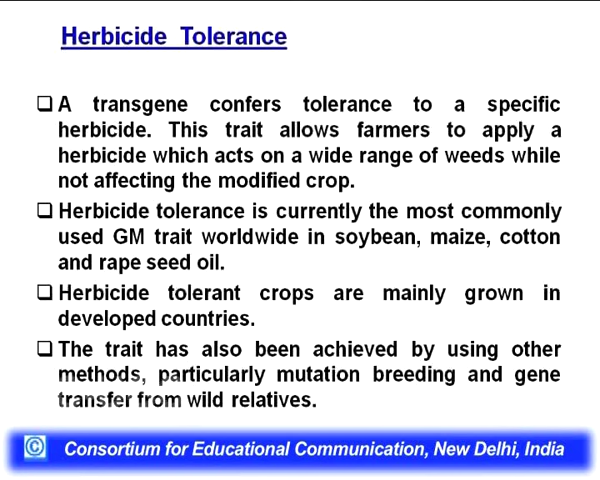 Herbicide Tolerance
❑ A transgene confers tolerance to a specific
herbicide. This trait allows farmers to apply a
herbicide which acts on a wide range of weeds while
not affecting the modified crop.
❑ Herbicide tolerance is currently the most commonly
used GM trait worldwide in soybean, maize, cotton
and rape seed oil.
❑ Herbicide tolerant crops are mainly grown in
developed countries.
❑ The trait has also been achieved by using other
methods, particularly mutation breeding and gene
transfer from wild relatives.
© Consortium for Educational Communication, New Delhi, India